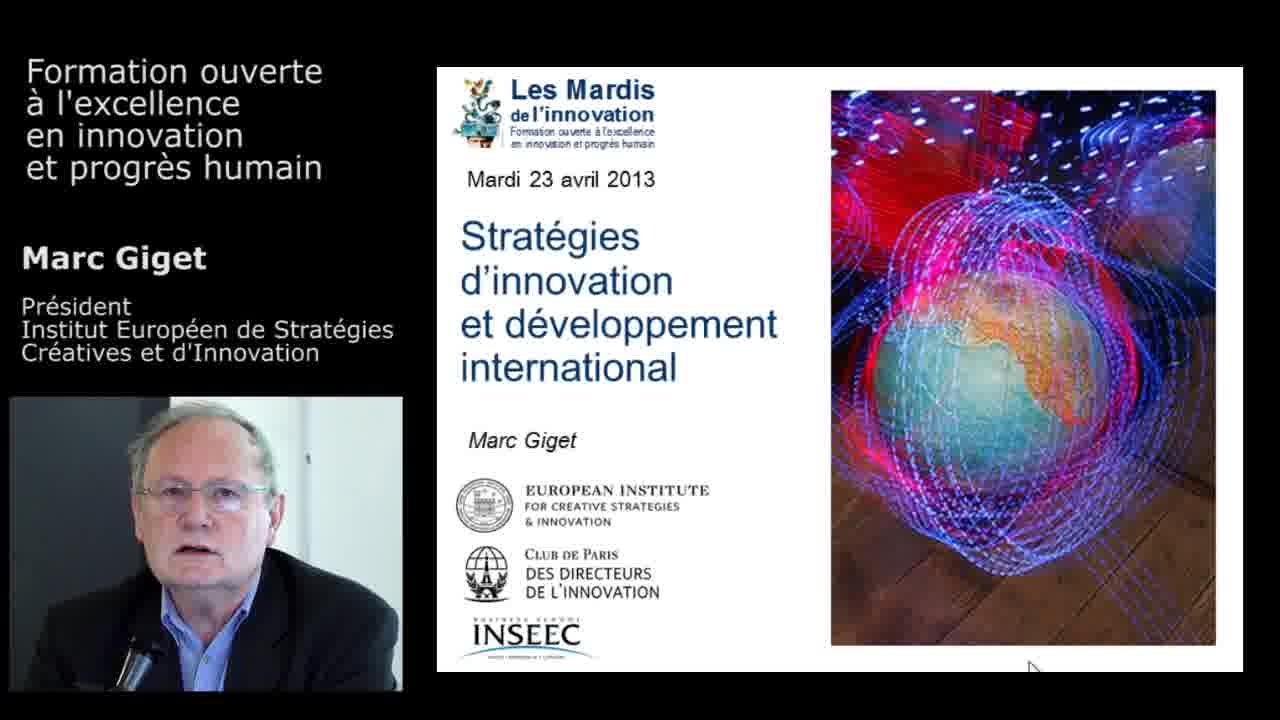 Formation ouverte
à l'excellence
en innovation
et progrès humain
Marc Giget
Président
Institut Européen de Stratégies
Créatives et d'Innovation
Les Mardis
de l'innovation
Formation ouverte à l'excellence
en innovation et progrès humain
Mardi 23 avril 2013
Stratégies
d'innovation
et développement
international
Marc Giget
EUROPEAN INSTITUTE
FOR CREATIVE STRATEGIES
& INNOVATION
CLUB DE PARIS
DES DIRECTEURS
DE L'INNOVATION
BUSINESS SCHOOL
INSEEC